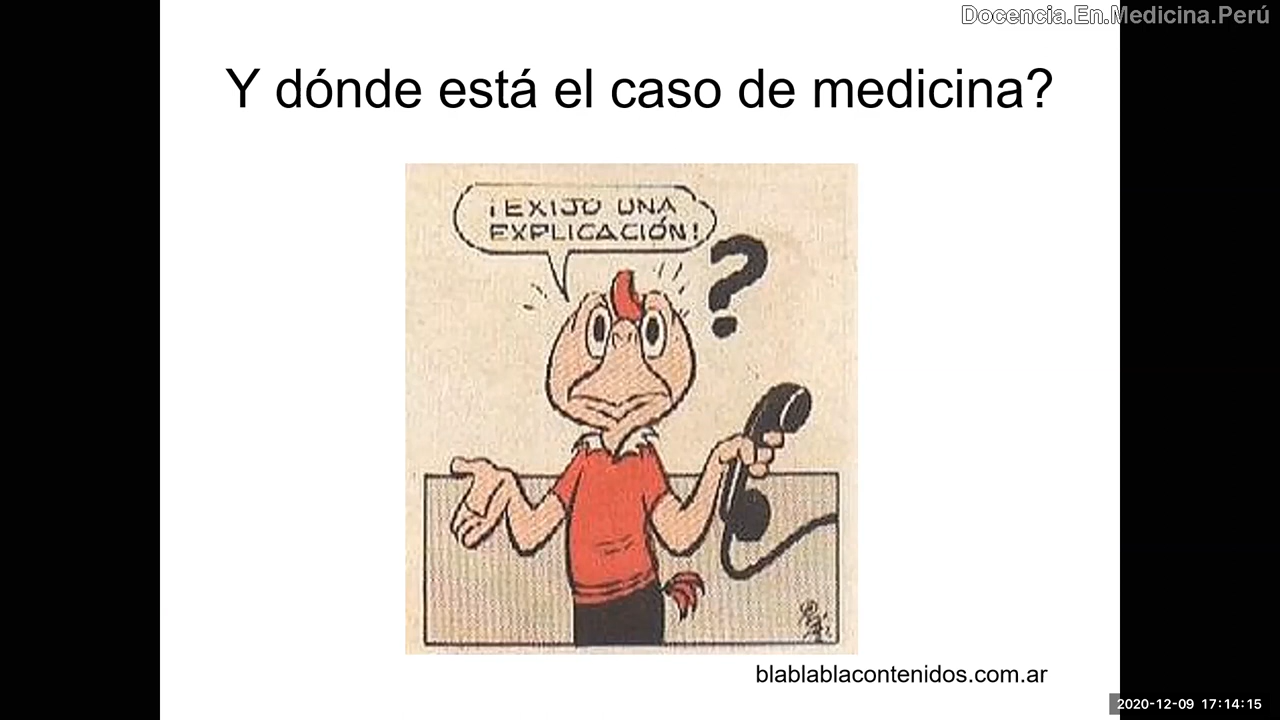 Docencia.En.Medicina.Perú
Y dónde está el caso de medicina?
¡EXIJO UNA
EXPLICACIÓN!
blablablacontenidos.com.ar
2020-12-09 17:14:15